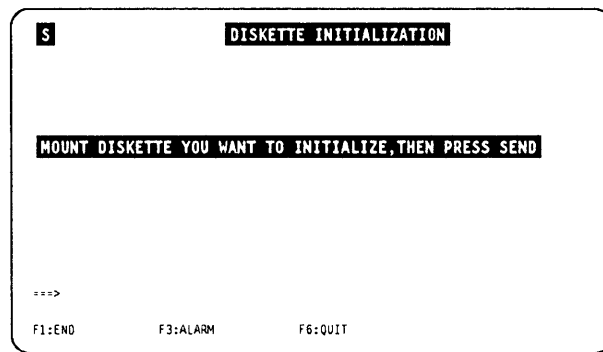 S DISKETTE INITIALIZATION
MOUNT DISKETTE YOU WANT TO INITIALIZE,THEN PRESS SEND
===>
F1:END F3:ALARM F6:QUIT